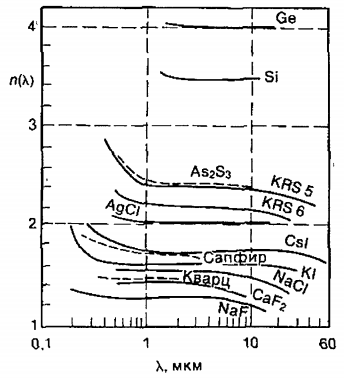 4
Ge
n(λ)
Si
3
As₂S₃
KRS 5
KRS 6
AgCl
2
CsI
Сапфир
KI
NaCl
Кварц
CaF₂
NaF
1
0,1
1
10
60
λ, мкм